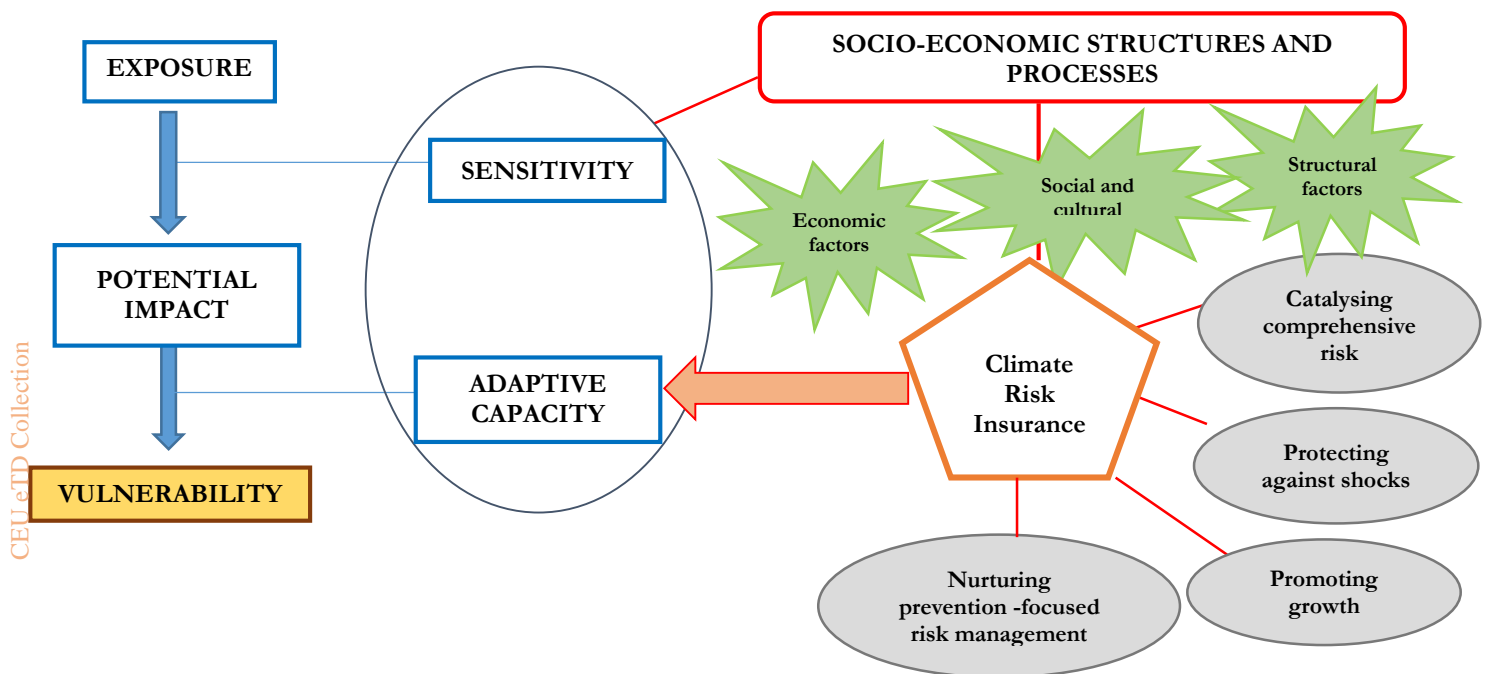 EXPOSURE
SOCIO-ECONOMIC STRUCTURES AND
PROCESSES
SENSITIVITY
Economic
factors
Social and
cultural
Structural
factors
POTENTIAL
IMPACT
ADAPTIVE
CAPACITY
VULNERABILITY
Climate
Risk
Insurance
Catalysing
comprehensive
risk
Protecting
against shocks
Promoting
growth
Nurturing
prevention -focused
risk management
CEU eTD Collection